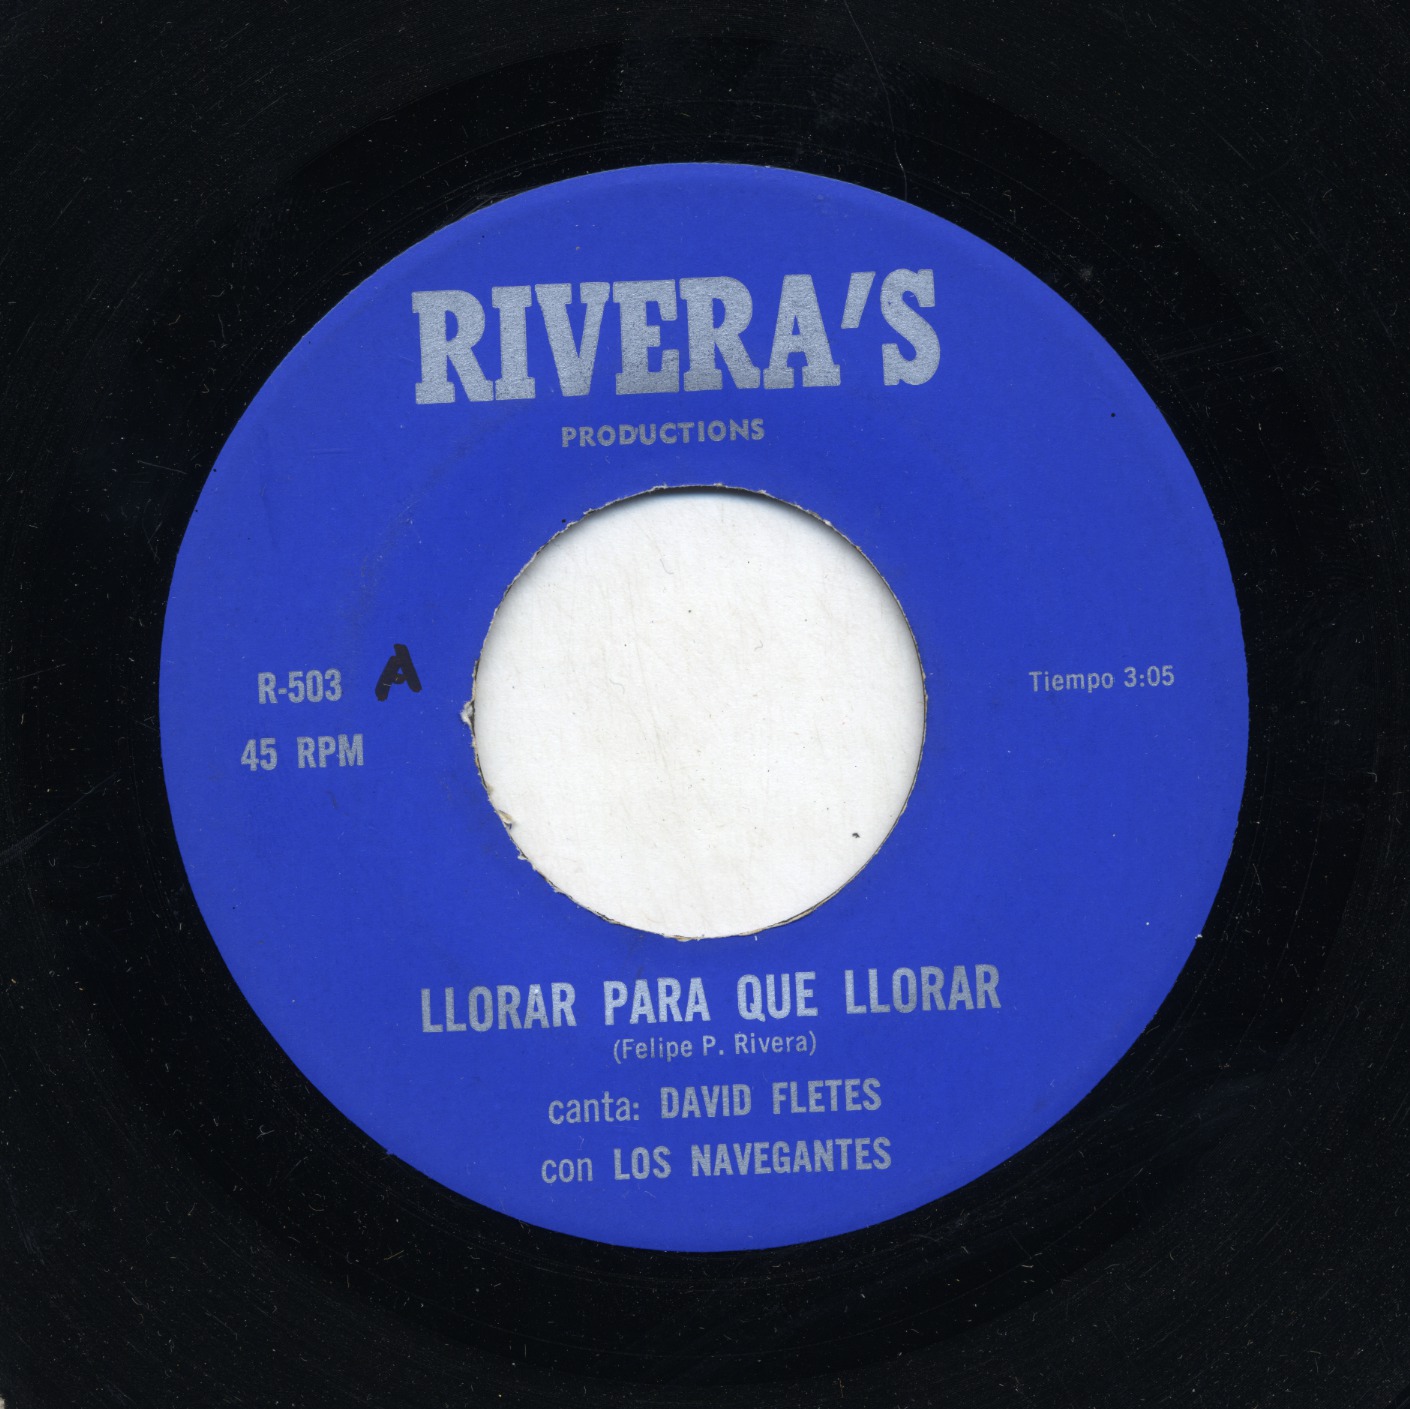 RIVERA'S
PRODUCTIONS
R-503 A
45 RPM
Tiempo 3:05
LLORAR PARA QUE LLORAR
(Felipe P. Rivera)
canta: DAVID FLETES
con LOS NAVEGANTES